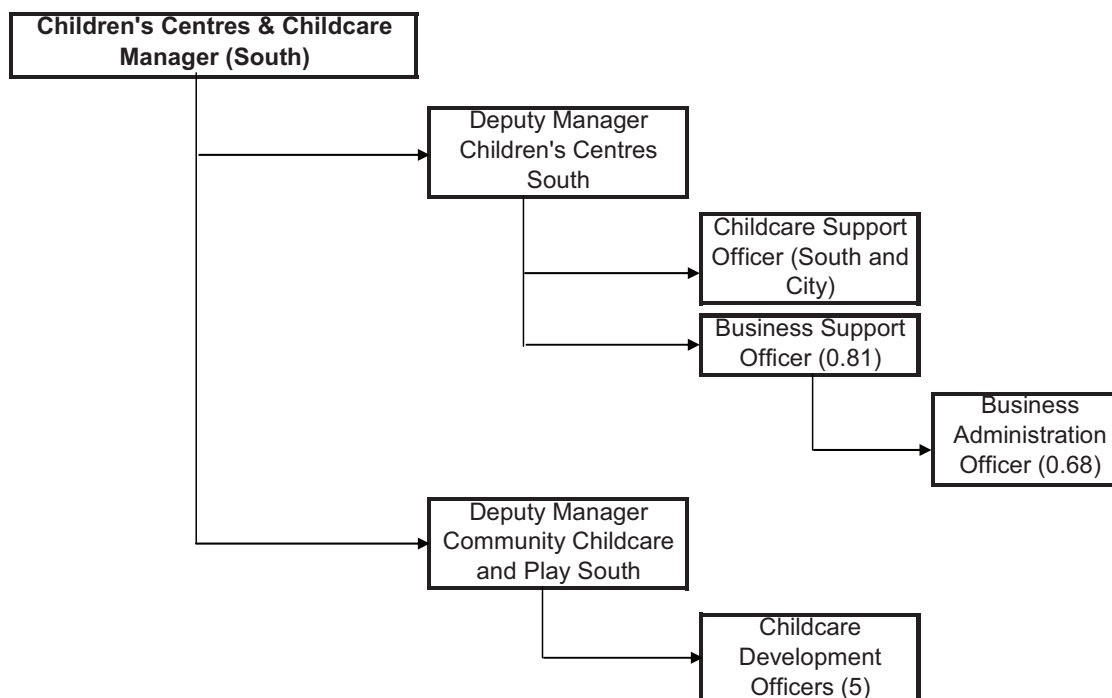 Children's Centres & Childcare
Manager (South)
Deputy Manager
Children's Centres
South
Childcare Support
Officer (South and
City)
Business Support
Officer (0.81)
Business
Administration
Officer (0.68)
Deputy Manager
Community Childcare
and Play South
Childcare
Development
Officers (5)